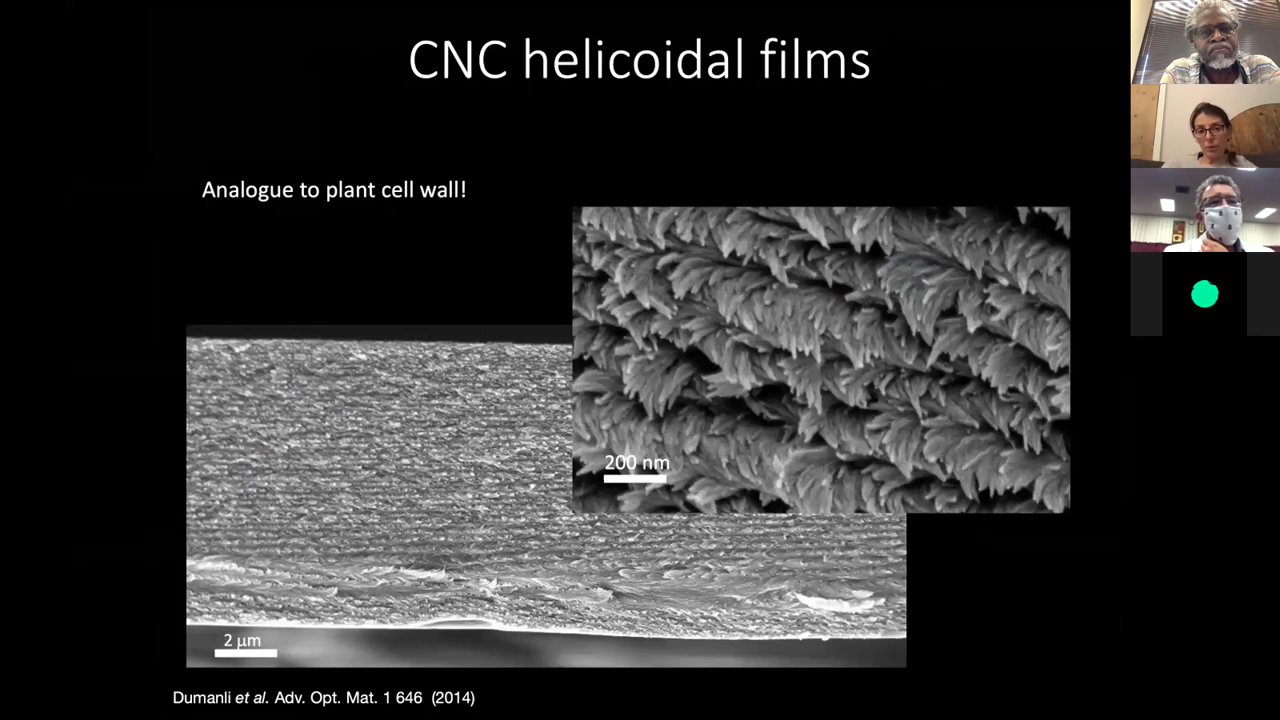 CNC helicoidal films
Analogue to plant cell wall!
200 nm
2 μm
Dumanli et al. Adv. Opt. Mat. 1 646 (2014)